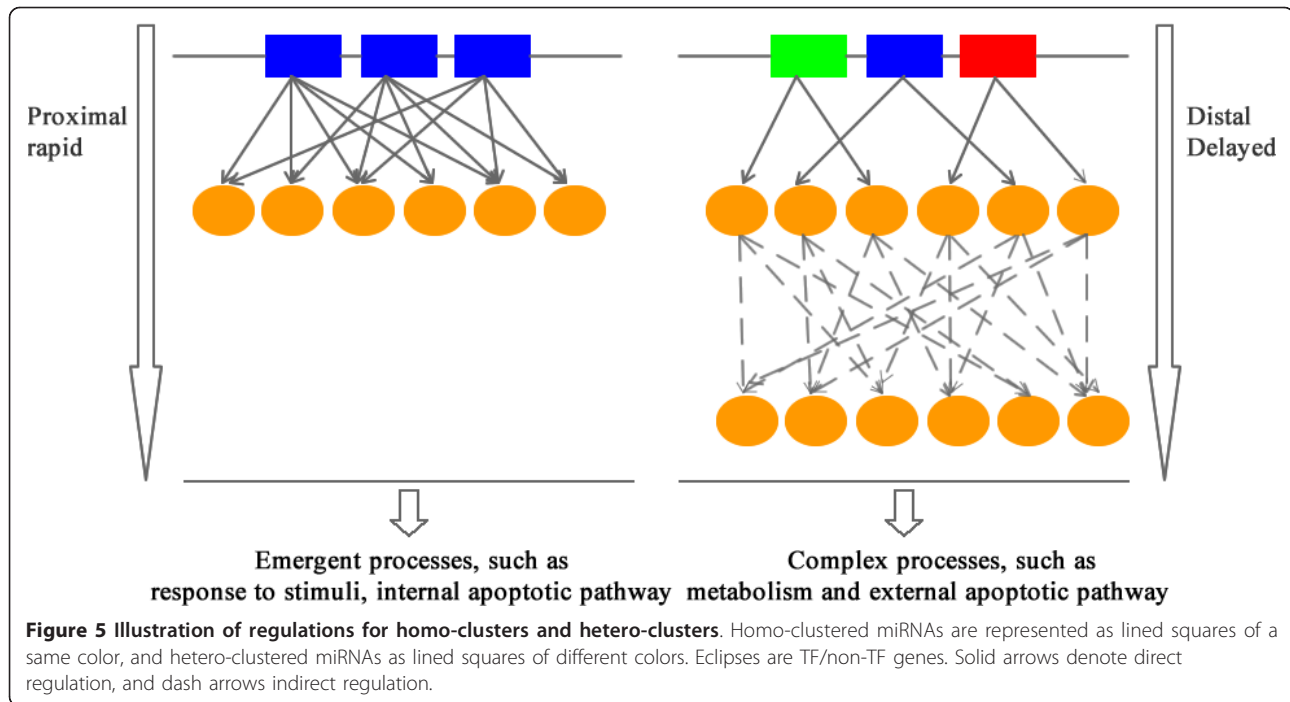 Proximal
rapid
Distal
Delayed
Emergent processes, such as
response to stimuli, internal apoptotic pathway
Complex processes, such as
metabolism and external apoptotic pathway
Figure 5 Illustration of regulations for homo-clusters and hetero-clusters. Homo-clustered miRNAs are represented as lined squares of a
same color, and hetero-clustered miRNAs as lined squares of different colors. Eclipses are TF/non-TF genes. Solid arrows denote direct
regulation, and dash arrows indirect regulation.